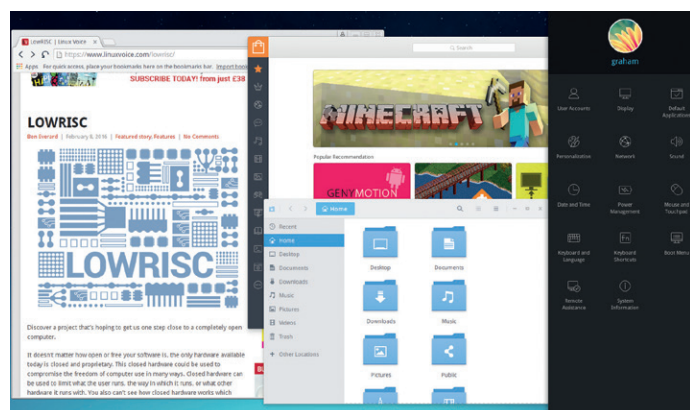 LowRISC | Linux Voice
https://www.linuxvoice.com/lowrisc/
Apps For quick access, place your bookmarks here on the bookmarks bar. Import book
SUBSCRIBE TODAY! from just £38
LOWRISC
Ben Everard | February 8, 2016 | Featured story, Features | No Comments
LOWRISC
Discover a project that's hoping to get us one step close to a completely open
computer.
It doesn't matter how open or free your software is, the only hardware available
today is closed and proprietary. This closed hardware could be used to
compromise the freedom of computer use in many ways. Closed hardware can
be used to limit what the user runs, the way in which it runs, or what other
hardware it runs with. You also can't see how closed hardware works which
BU
Search
MINECRAFT
Popular Recommendation
GENYMOTION
Home
Recent
Home
Desktop
Documents
Downloads
Music
Pictures
Videos
Trash
Other Locations
Desktop
Documents
Downloads
Music
Pictures
Public
graham
User Accounts
Display
Default
Applications
Personalization
Network
Sound
Date and Time
Power
Management
Mouse and
Touchpad
Keyboard and
Language
Keyboard
Shortcuts
Boot Menu
Remote
Assistance
System
Information